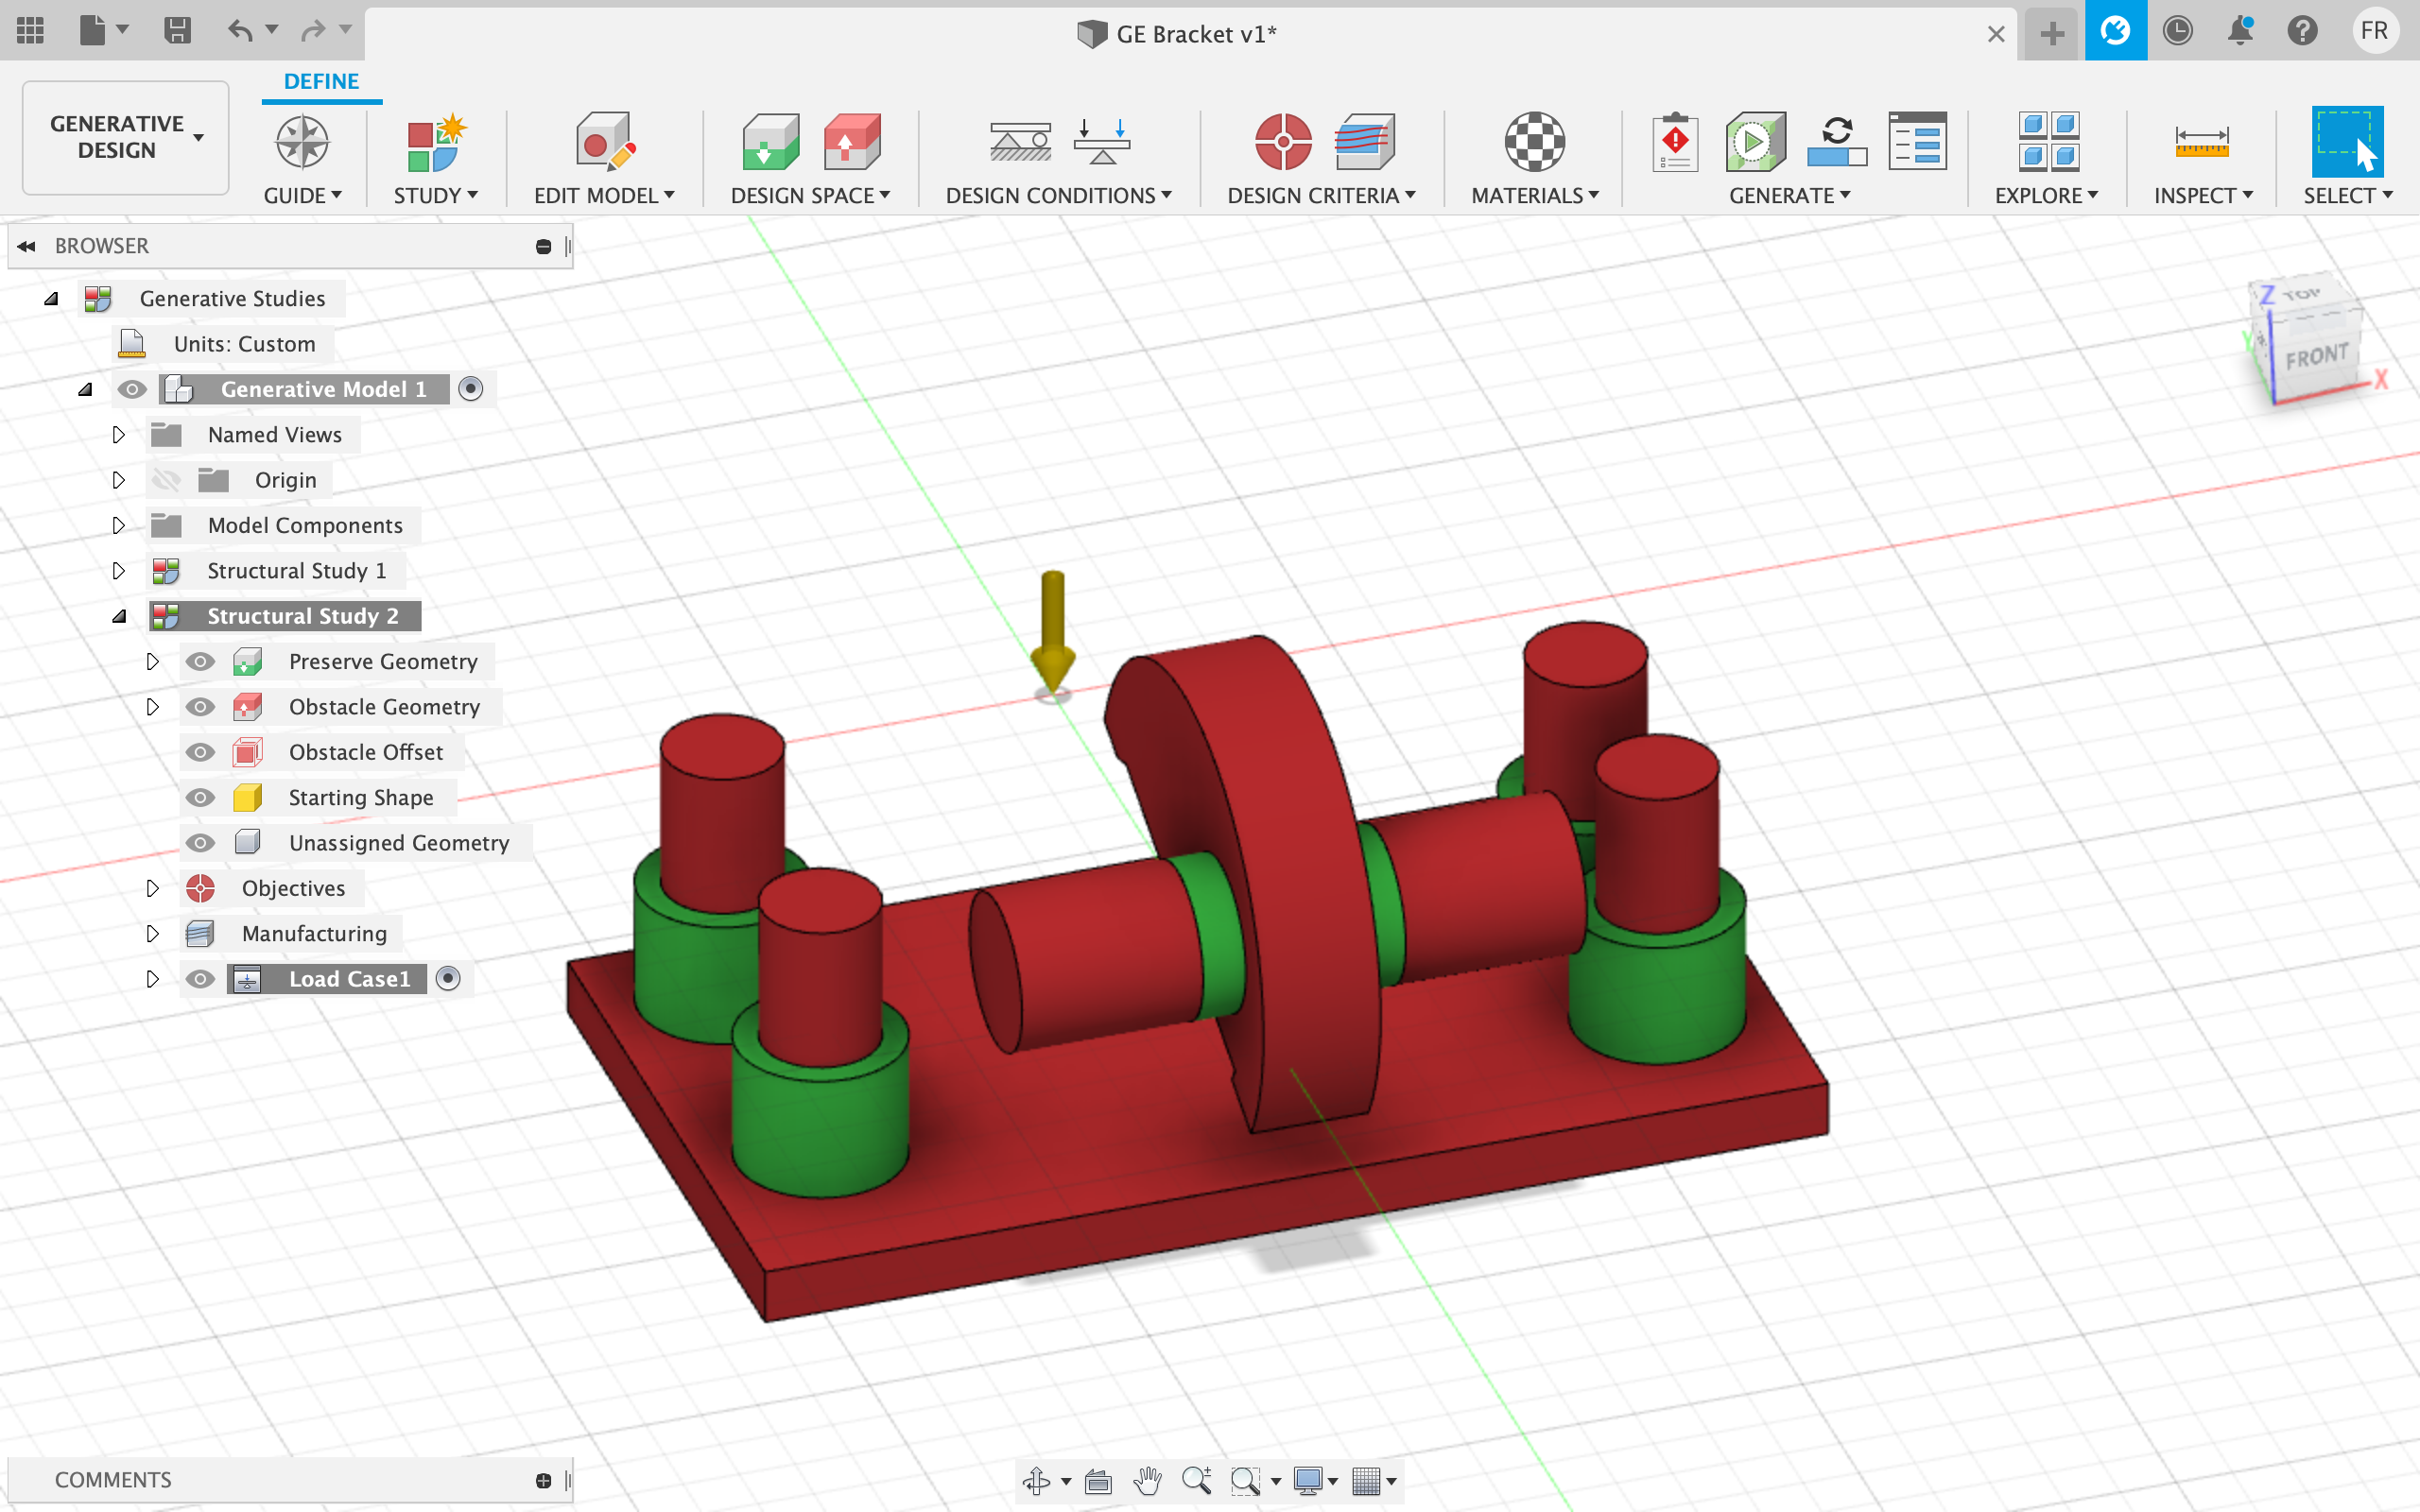 GE Bracket v1*
FR
DEFINE
GENERATIVE
DESIGN
GUIDE
STUDY
EDIT MODEL
DESIGN SPACE
DESIGN CONDITIONS
DESIGN CRITERIA
MATERIALS
GENERATE
EXPLORE
INSPECT
SELECT
BROWSER
Generative Studies
Units: Custom
Generative Model 1
Named Views
Origin
Model Components
Structural Study 1
Structural Study 2
Preserve Geometry
Obstacle Geometry
Obstacle Offset
Starting Shape
Unassigned Geometry
Objectives
Manufacturing
Load Case1
Z
TOP
Y
FRONT
X
COMMENTS